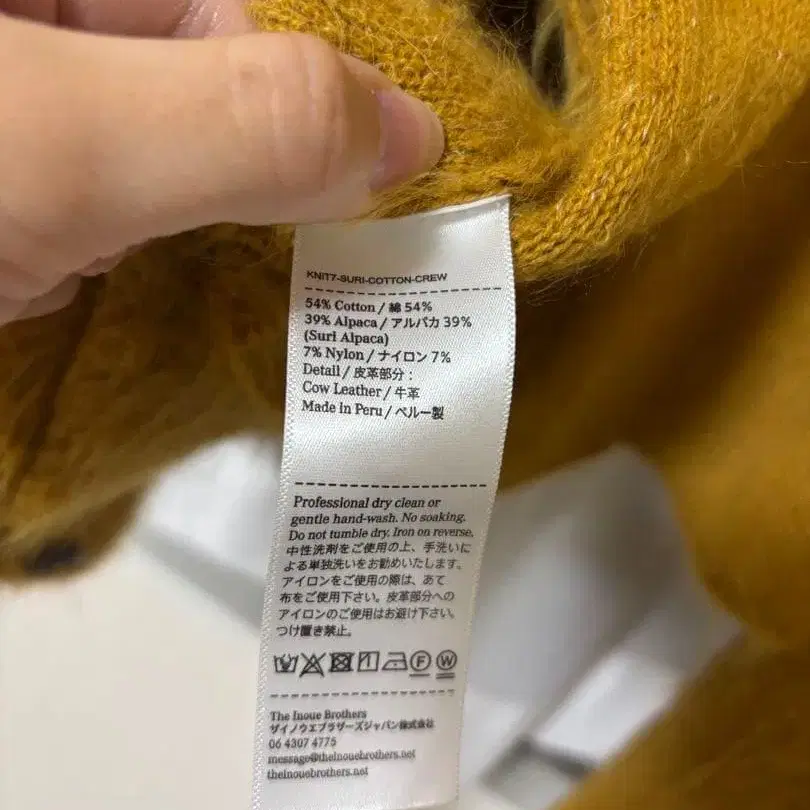 KNIT7-SURI-COTTON-CREW
54% Cotton / 綿 54%
39% Alpaca / アルパカ 39%
(Suri Alpaca)
7% Nylon / ナイロン 7%
Detail / 皮革部分 :
Cow Leather / 牛革
Made in Peru / ペルー製
Professional dry clean or
gentle hand-wash. No soaking.
Do not tumble dry. Iron on reverse.
中性洗剤をご使用の上、手洗いに
よる単独洗いをお勧めいたします。
アイロンをご使用の際は、あて
布をご使用下さい。皮革部分への
アイロンのご使用はお避け下さい。
つけ置き禁止。
F W
The Inoue Brothers
ザイノウエブラザーズジャパン株式会社
06 4307 4775
message@theinouebrothers.net
theinouebrothers.net